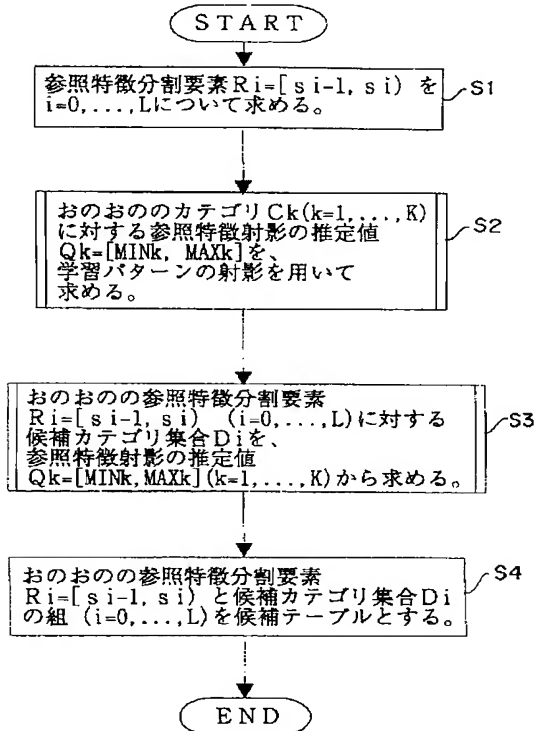 START
参照特徴分割要素Ri=[si-1, si) を
i=0,...,Lについて求める。
S1
おのおののカテゴリCk(k=1,...,K)
に対する参照特徴射影の推定値
Qk=[MINk, MAXk]を、
学習パターンの射影を用いて
求める。
S2
おのおのの参照特徴分割要素
Ri=[si-1, si) (i=0,...,L)に対する
候補カテゴリ集合Diを、
参照特徴射影の推定値
Qk=[MINk,MAXk](k=1,...,K)から求める。
S3
おのおのの参照特徴分割要素
Ri=[si-1, si) と候補カテゴリ集合Di
の組 (i=0,...,L)を候補テーブルとする。
S4
END